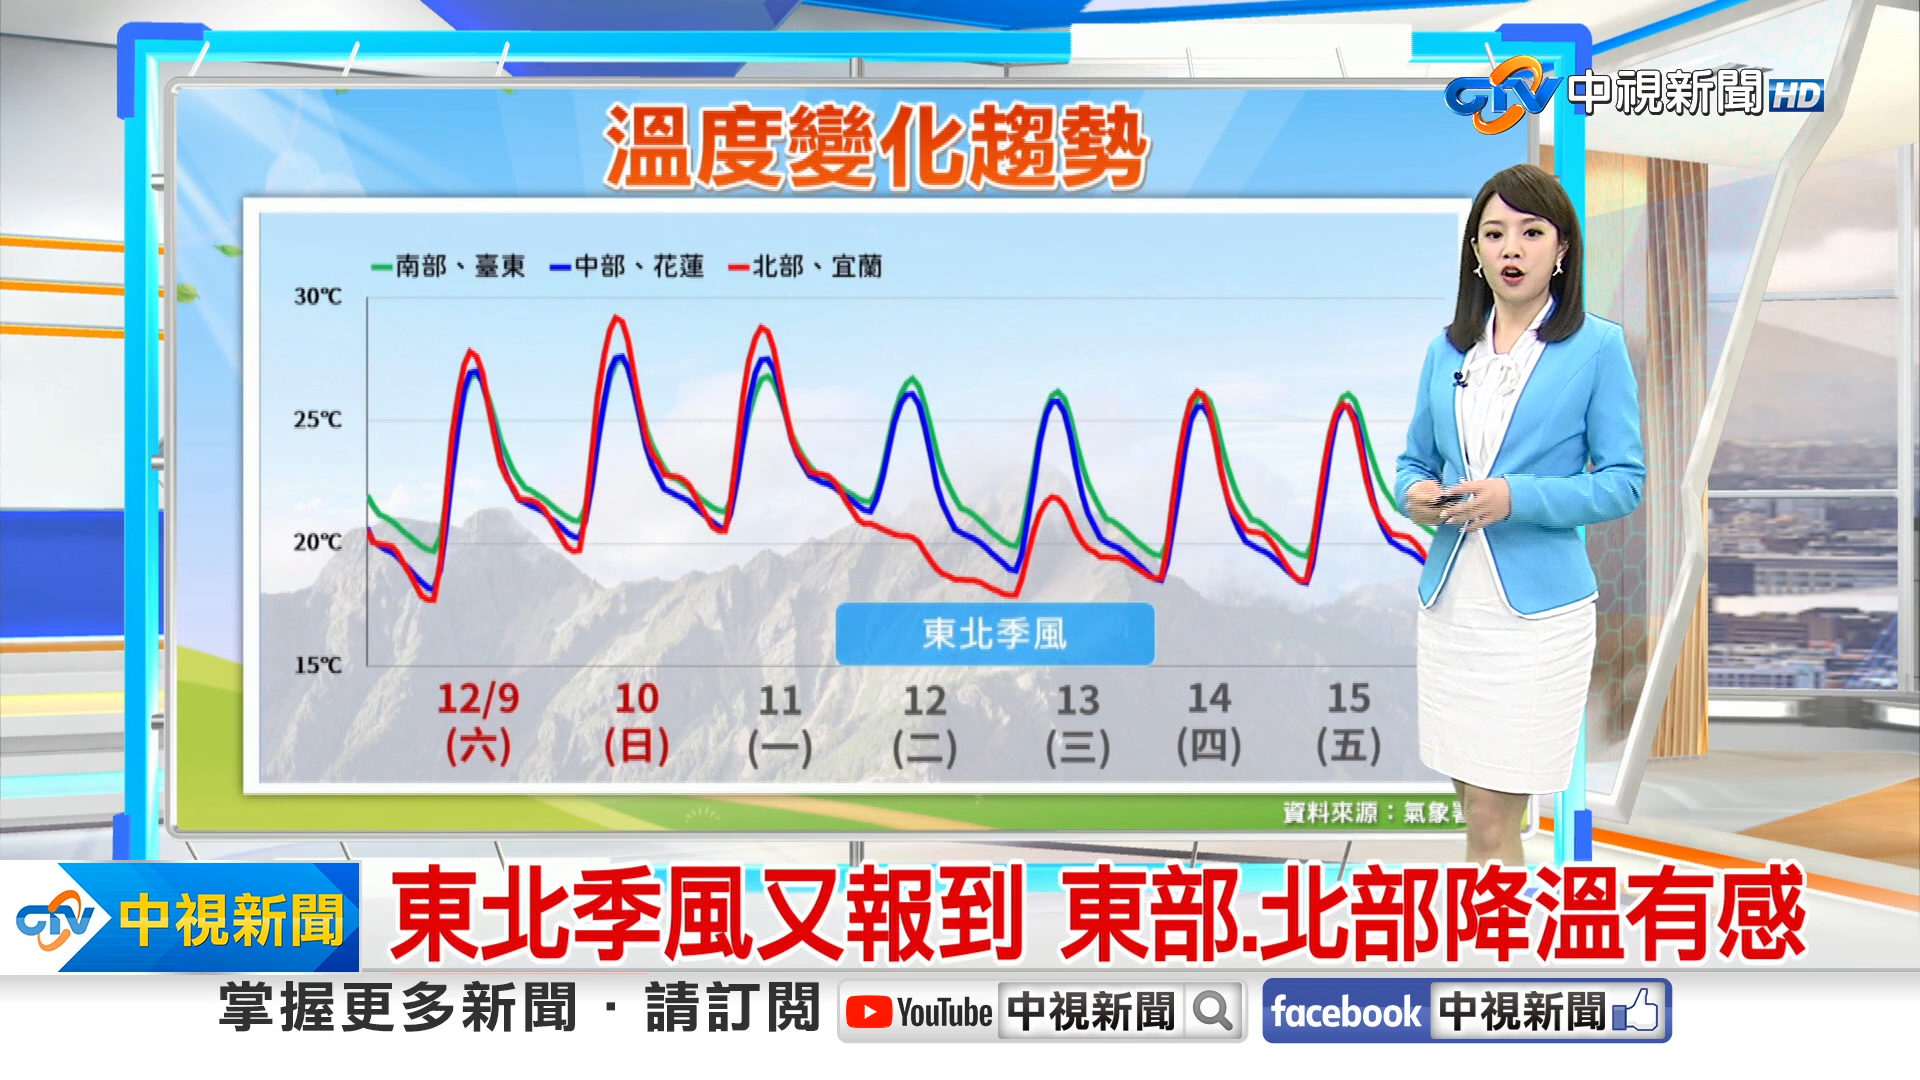 CTV 中視新聞 HD
溫度變化趨勢
南部、臺東 中部、花蓮 北部、宜蘭
30℃
25℃
20℃
15℃
東北季風
12/9 10 11 12 13 14 15
(六) (日) (一) (二) (三) (四) (五)
資料來源：氣象署
CTV 中視新聞 東北季風又報到 東部.北部降溫有感
掌握更多新聞・請訂閱 YouTube 中視新聞 facebook 中視新聞